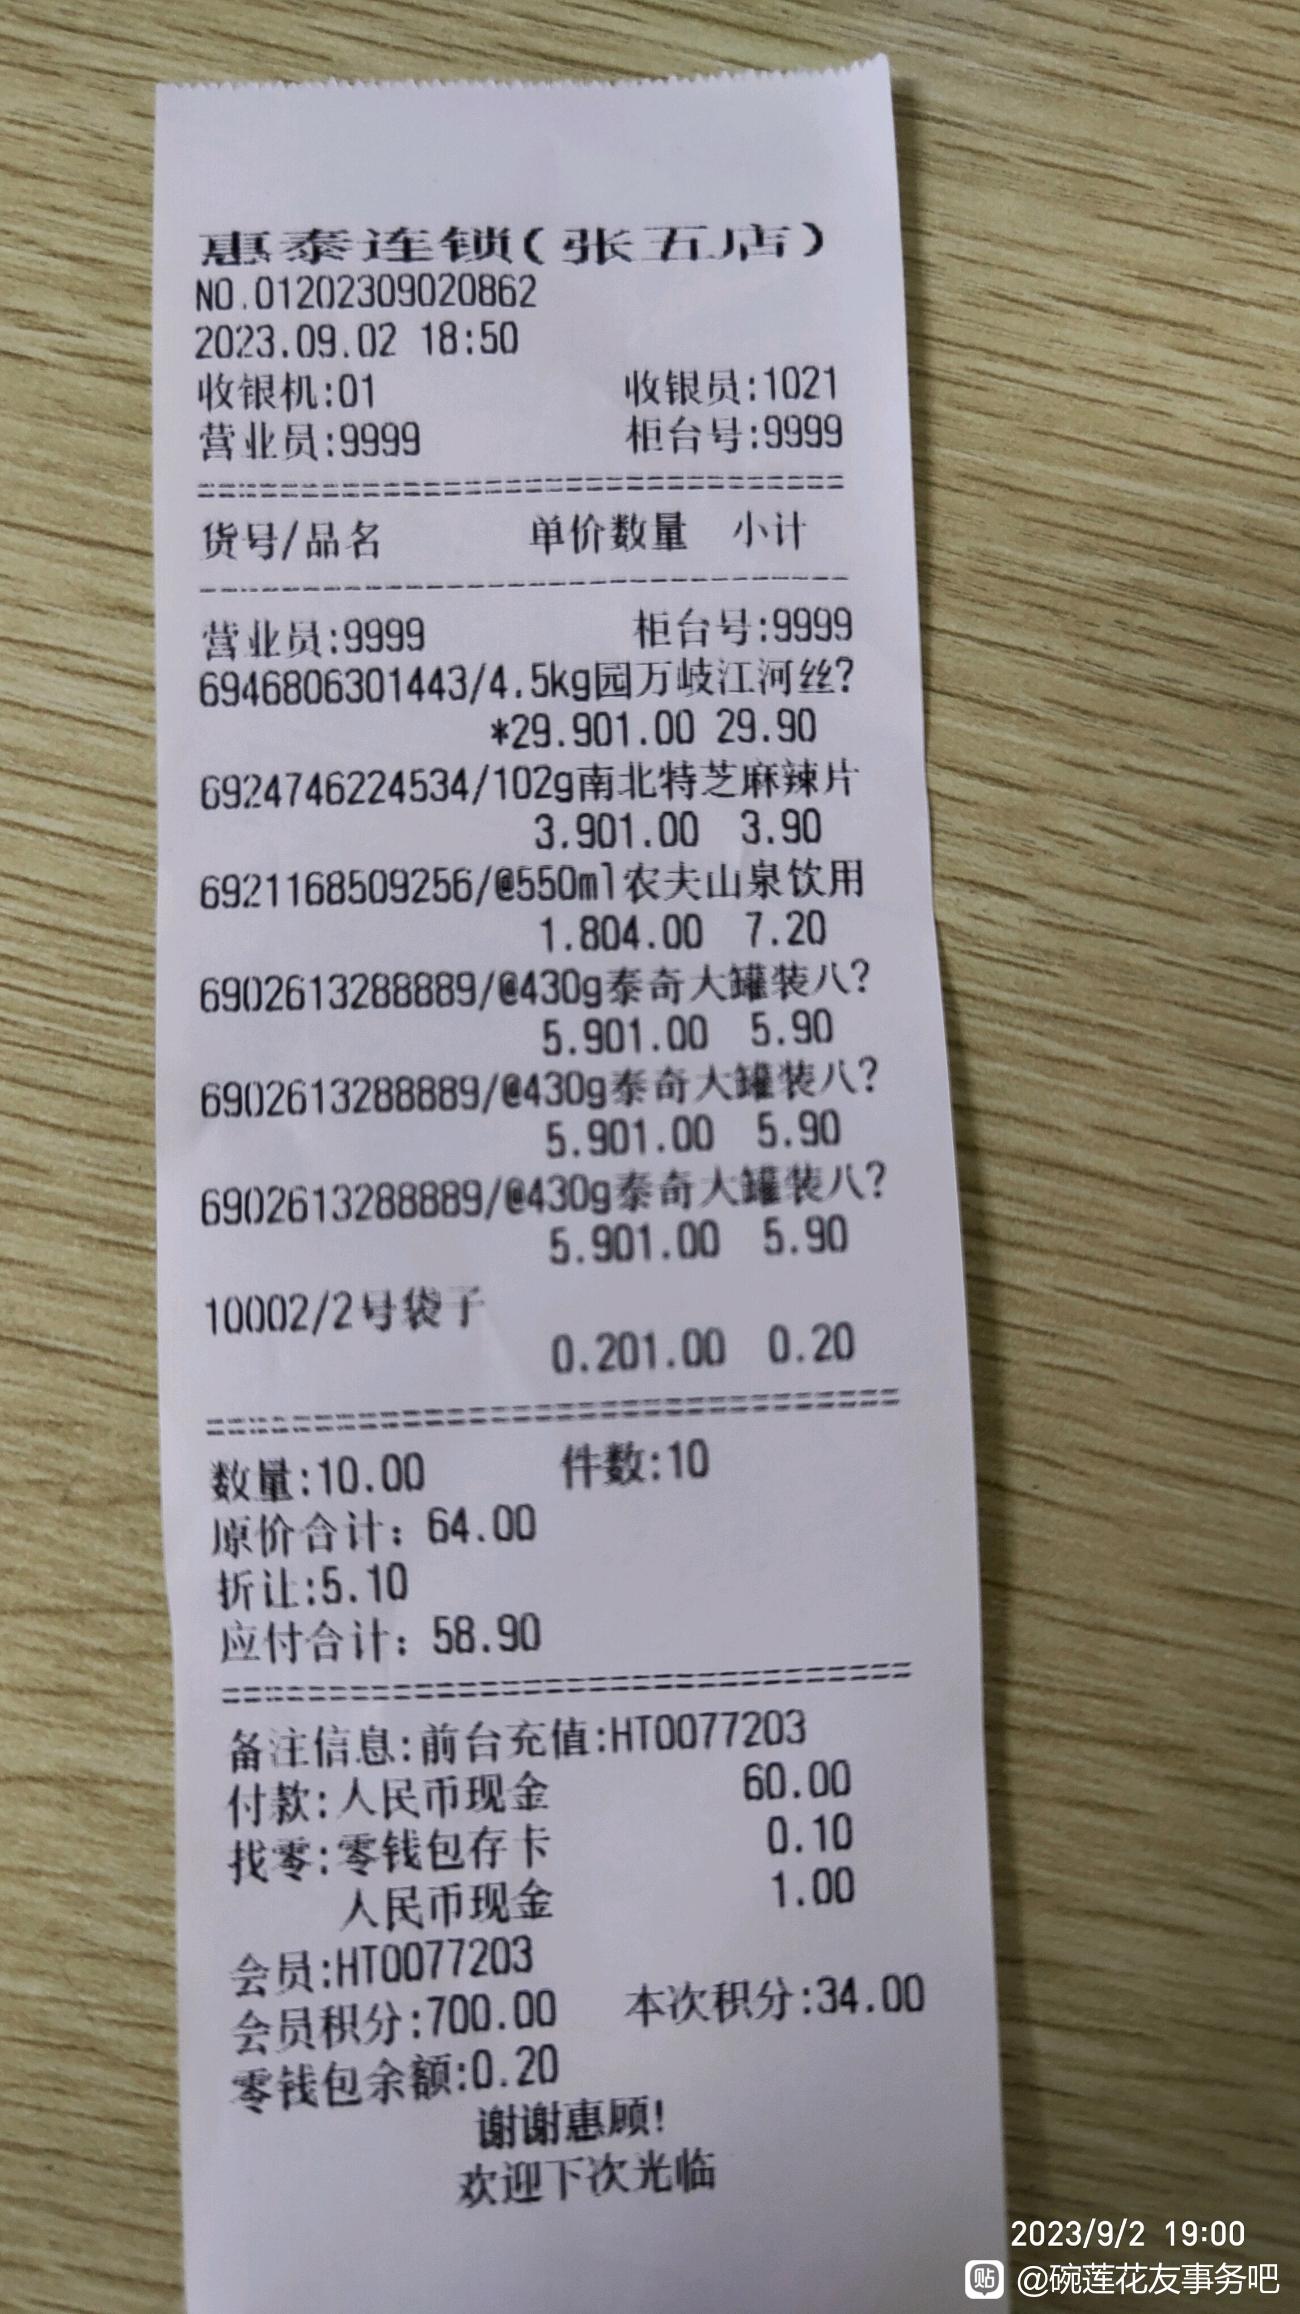 惠泰连锁(张五店)
NO.01202309020862
2023.09.02 18:50
收银机:01 收银员:1021
营业员:9999 柜台号:9999
================================
货号/品名 单价数量 小计
--------------------------------
营业员:9999 柜台号:9999
6946806301443/4.5kg园万岐江河丝?
*29.901.00 29.90
6924746224534/102g南北特芝麻辣片
3.901.00 3.90
6921168509256/@550ml农夫山泉饮用
1.804.00 7.20
6902613288889/@430g泰奇大罐装八?
5.901.00 5.90
6902613288889/@430g泰奇大罐装八?
5.901.00 5.90
6902613288889/@430g泰奇大罐装八?
5.901.00 5.90
10002/2号袋子
0.201.00 0.20
================================
数量:10.00 件数:10
原价合计：64.00
折让:5.10
应付合计：58.90
================================
备注信息:前台充值:HT0077203
付款:人民币现金 60.00
找零:零钱包存卡 0.10
人民币现金 1.00
会员:HT0077203
会员积分:700.00 本次积分:34.00
零钱包余额:0.20
谢谢惠顾!
欢迎下次光临
2023/9/2 19:00
贴 @碗莲花友事务吧